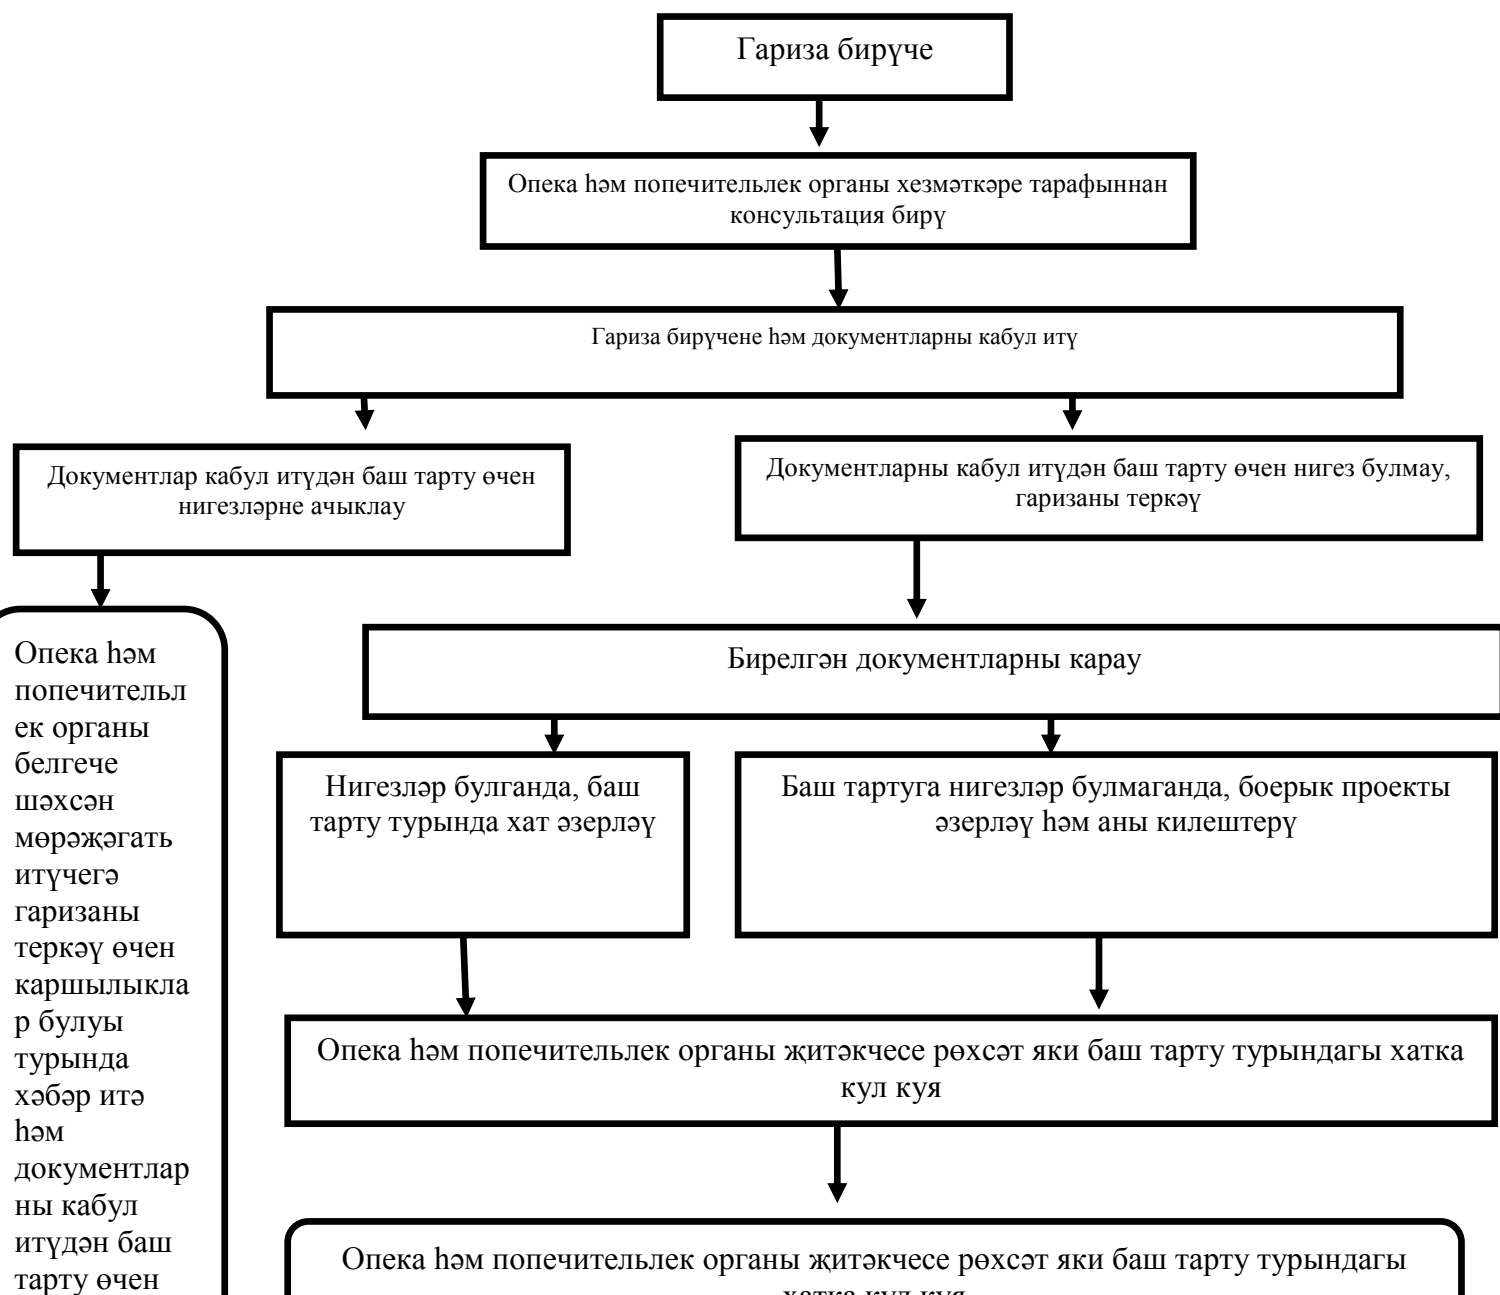 Гариза бирүче
Опека һәм попечительлек органы хезмәткәре тарафыннан
консультация бирү
Гариза бирүчене һәм документларны кабул итү
Документлар кабул итүдән баш тарту өчен
нигезләрне ачыклау
Документларны кабул итүдән баш тарту өчен нигез булмау,
гаризаны теркәү
Опека һәм
попечительл
ек органы
белгече
шәхсән
мөрәҗәгать
итүчегә
гаризаны
теркәү өчен
каршылыкла
р булуы
турында
хәбәр итә
һәм
документлар
ны кабул
итүдән баш
тарту өчен
Бирелгән документларны карау
Нигезләр булганда, баш
тарту турында хат әзерләү
Баш тартуга нигезләр булмаганда, боерык проекты
әзерләү һәм аны килештерү
Опека һәм попечительлек органы җитәкчесе рөхсәт яки баш тарту турындагы хатка
кул куя
Опека һәм попечительлек органы җитәкчесе рөхсәт яки баш тарту турындагы
хатка кул куя